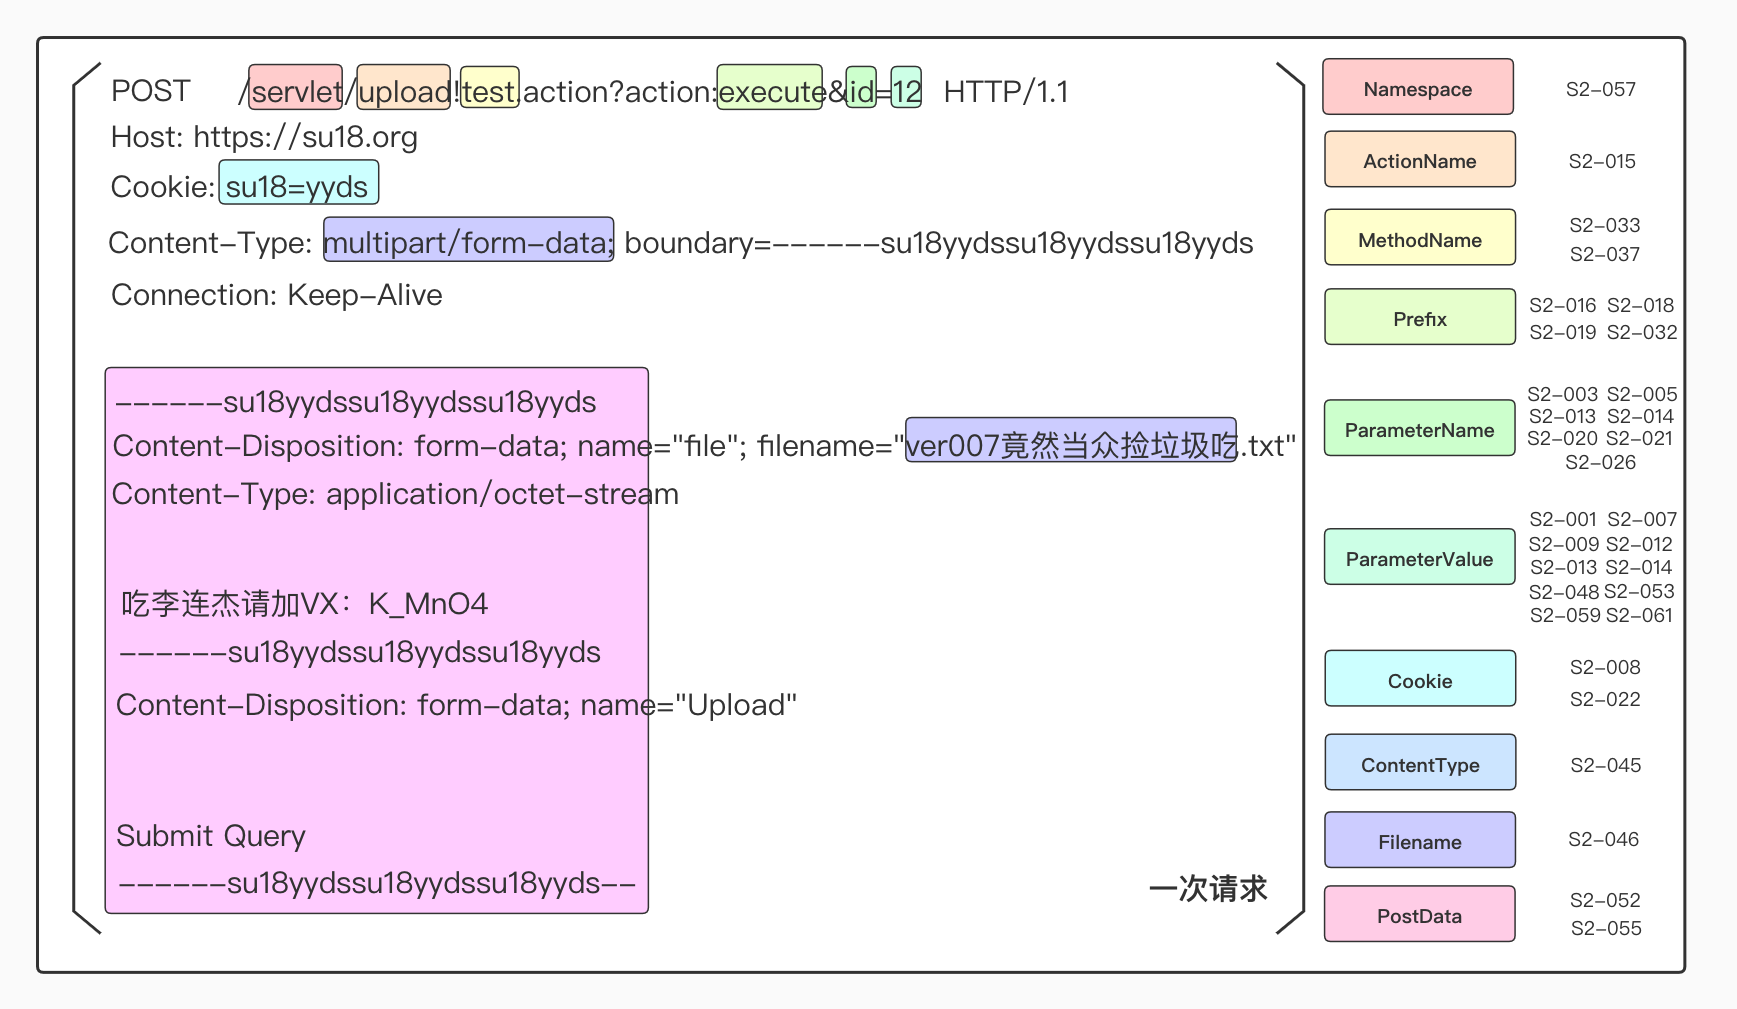 POST /servlet/upload!test.action?action:execute&id=12 HTTP/1.1
Host: https://su18.org
Cookie: su18=yyds
Content-Type: multipart/form-data; boundary=------su18yydssu18yydssu18yyds
Connection: Keep-Alive
------su18yydssu18yydssu18yyds
Content-Disposition: form-data; name="file"; filename="ver007竟然当众捡垃圾吃.txt"
Content-Type: application/octet-stream
吃李连杰请加VX：K_MnO4
------su18yydssu18yydssu18yyds
Content-Disposition: form-data; name="Upload"
Submit Query
------su18yydssu18yydssu18yyds--
一次请求
Namespace S2-057
ActionName S2-015
MethodName
S2-033
S2-037
Prefix
S2-016 S2-018
S2-019 S2-032
ParameterName
S2-003 S2-005
S2-013 S2-014
S2-020 S2-021
S2-026
ParameterValue
S2-001 S2-007
S2-009 S2-012
S2-013 S2-014
S2-048 S2-053
S2-059 S2-061
Cookie
S2-008
S2-022
ContentType S2-045
Filename S2-046
PostData
S2-052
S2-055